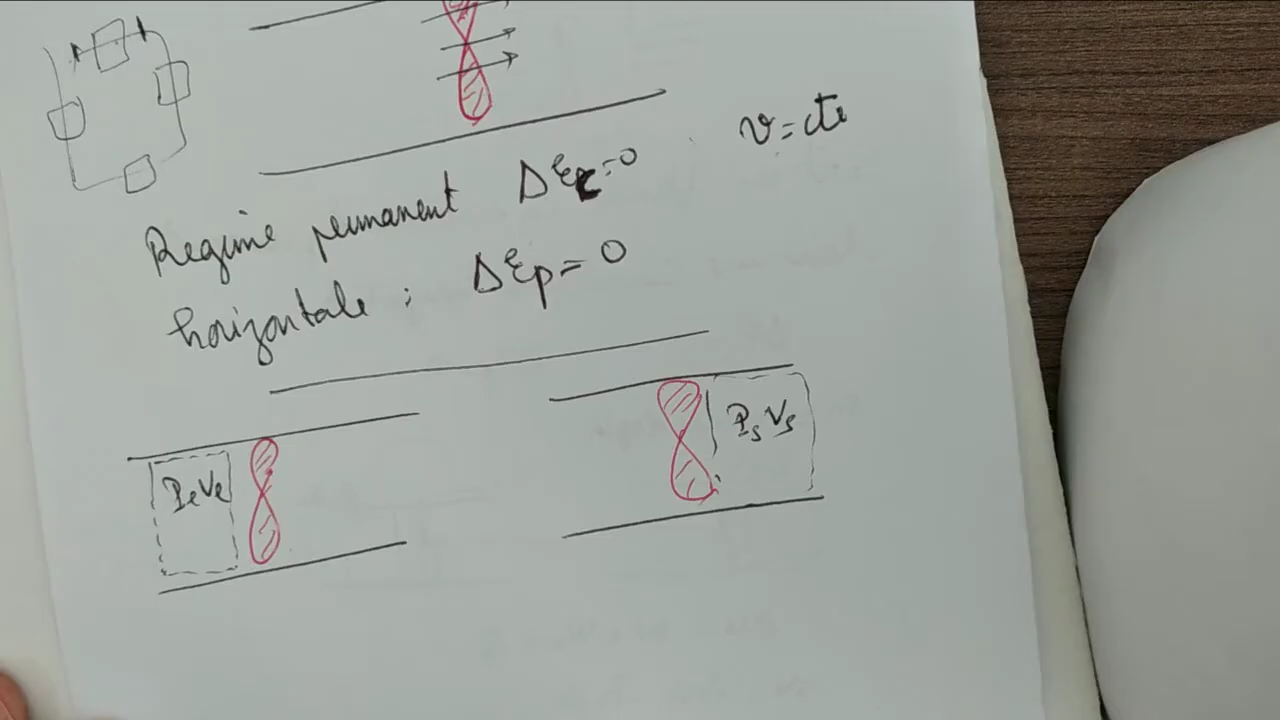 Regime permanent ΔEc=0 v=cte
horizontale : ΔEp=0
PeVe
PsVs